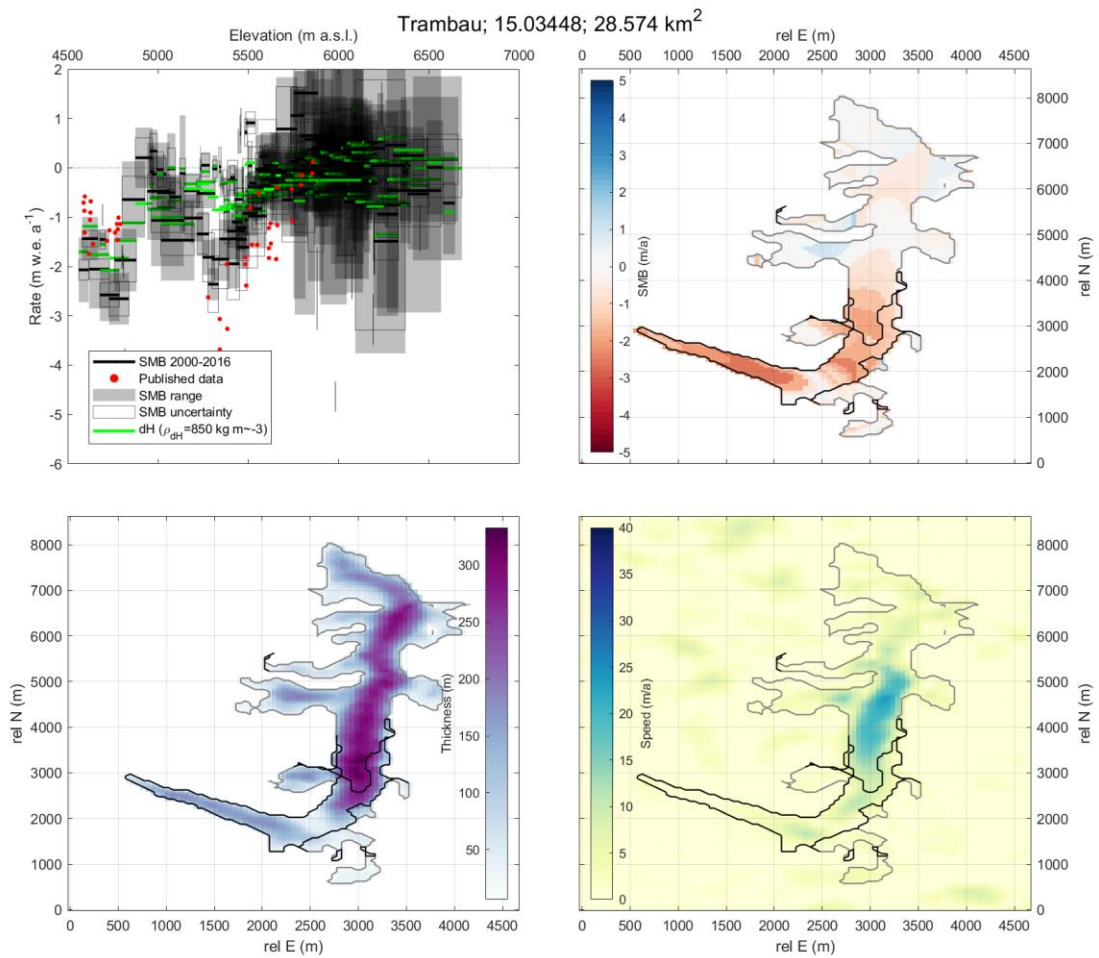 Trambau; 15.03448; 28.574 km2
Elevation (m a.s.l.)
4500 5000 5500 6000 6500 7000
Rate (m w.e. a-1)
2
1
0
-1
-2
-3
-4
-5
-6
SMB 2000-2016
Published data
SMB range
SMB uncertainty
dH (ρdH=850 kg m~-3)
rel E (m)
0 500 1000 1500 2000 2500 3000 3500 4000 4500
SMB (m/a)
5
4
3
2
1
0
-1
-2
-3
-4
-5
8000
7000
6000
5000
4000
3000
2000
1000
0
rel N (m)
rel N (m)
8000
7000
6000
5000
4000
3000
2000
1000
0
Thickness (m)
300
250
200
150
100
50
0 500 1000 1500 2000 2500 3000 3500 4000 4500
rel E (m)
Speed (m/a)
40
35
30
25
20
15
10
5
0
8000
7000
6000
5000
4000
3000
2000
1000
0
rel N (m)
0 500 1000 1500 2000 2500 3000 3500 4000 4500
rel E (m)